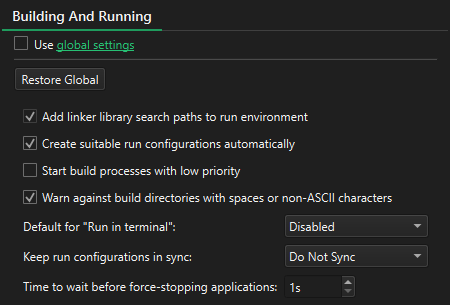 Building And Running
Use global settings
Restore Global
Add linker library search paths to run environment
Create suitable run configurations automatically
Start build processes with low priority
Warn against build directories with spaces or non-ASCII characters
Default for "Run in terminal": Disabled
Keep run configurations in sync: Do Not Sync
Time to wait before force-stopping applications: 1s